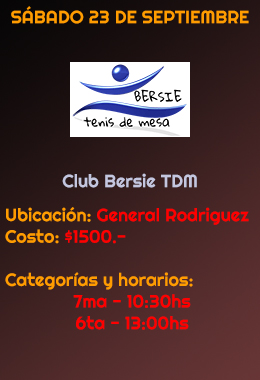 SÁBADO 23 DE SEPTIEMBRE
BERSIE
tenis de mesa
Club Bersie TDM
Ubicación: General Rodriguez
Costo: $1500.-
Categorías y horarios:
7ma - 10:30hs
6ta - 13:00hs